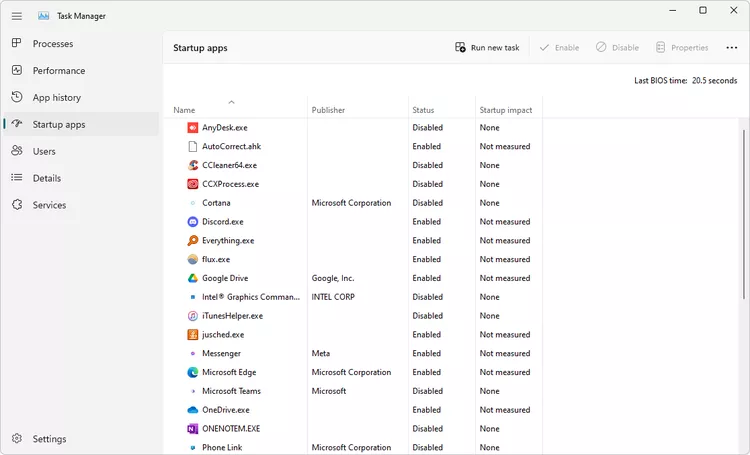 Task Manager
Processes
Performance
App history
Startup apps
Users
Details
Services
Settings
Startup apps Run new task Enable Disable Properties
Last BIOS time: 20.5 seconds
Name Publisher Status Startup impact
AnyDesk.exe Disabled None
AutoCorrect.ahk Enabled Not measured
CCleaner64.exe Disabled None
CCXProcess.exe Disabled None
Cortana Microsoft Corporation Disabled None
Discord.exe Enabled Not measured
Everything.exe Enabled Not measured
flux.exe Enabled Not measured
Google Drive Google, Inc. Enabled Not measured
Intel® Graphics Comman... INTEL CORP Disabled None
iTunesHelper.exe Disabled None
jusched.exe Enabled Not measured
Messenger Meta Enabled Not measured
Microsoft Edge Microsoft Corporation Enabled Not measured
Microsoft Teams Microsoft Disabled None
OneDrive.exe Enabled Not measured
ONENOTEM.EXE Disabled None
Phone Link Microsoft Corporation Disabled None